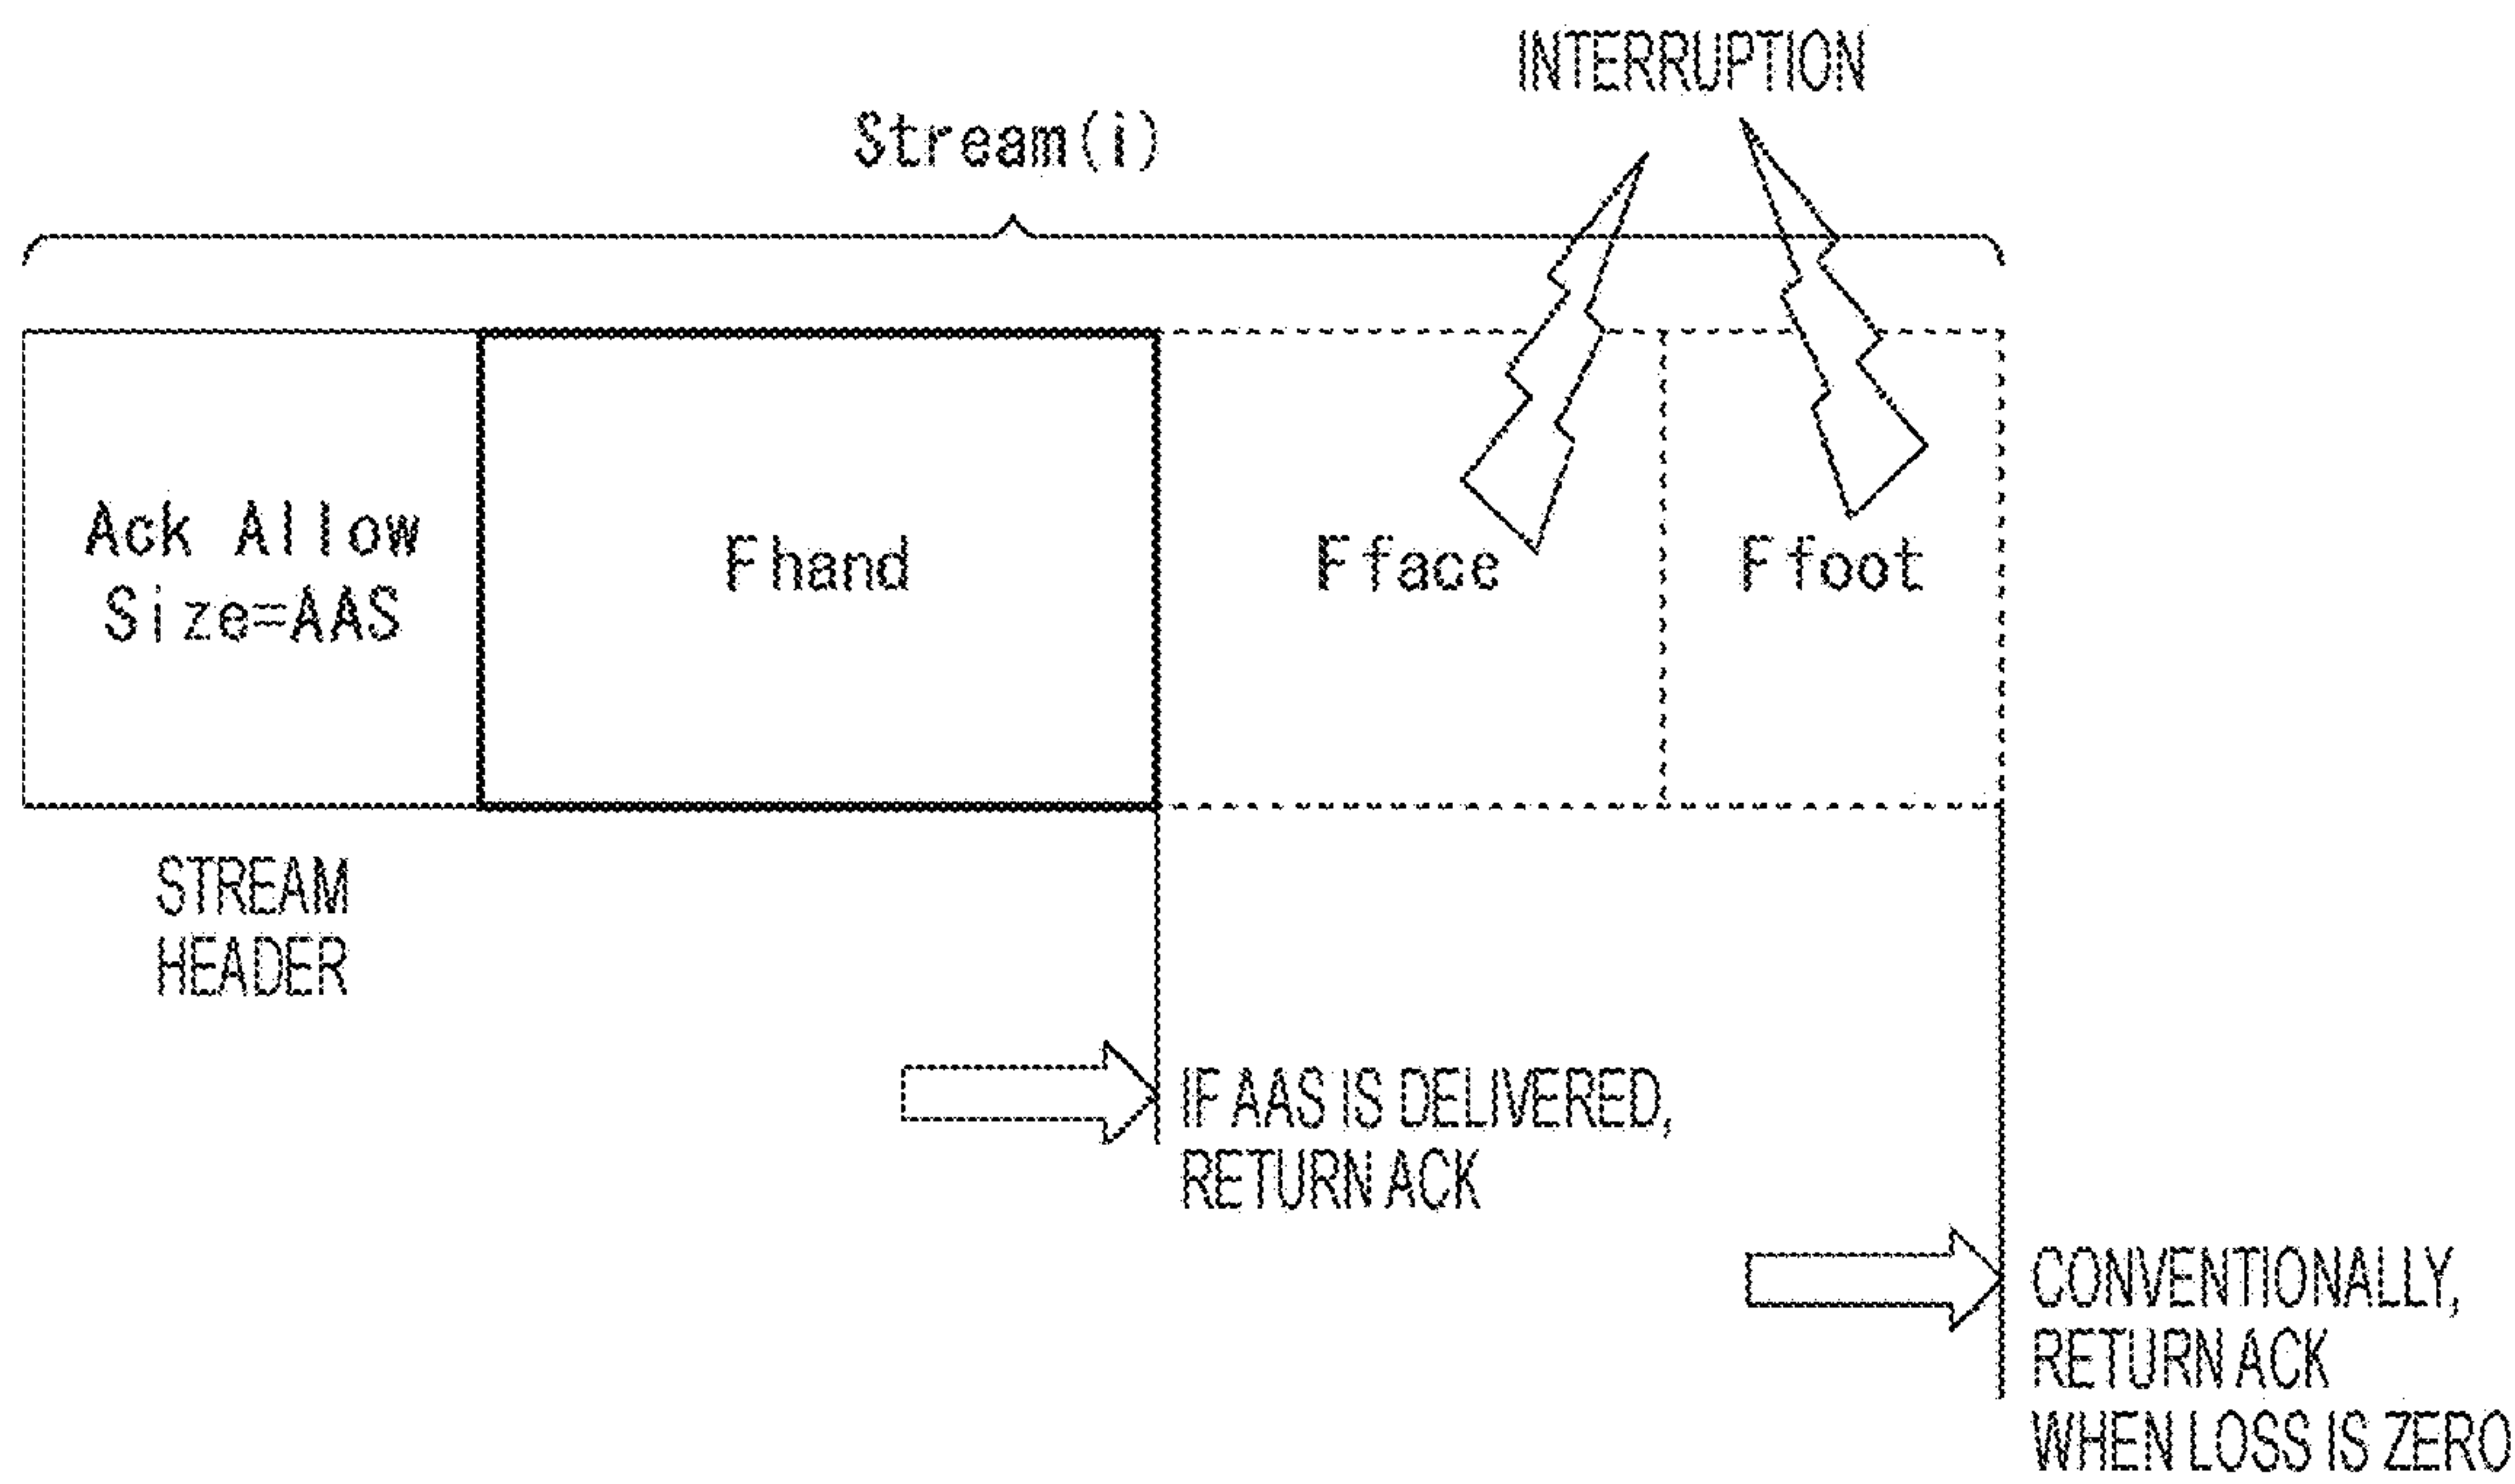 INTERRUPTION
Stream(i)
Ack Allow
Size=AAS
Fhand
Fface
Ffoot
STREAM
HEADER
IF AAS IS DELIVERED,
RETURN ACK
CONVENTIONALLY,
RETURN ACK
WHEN LOSS IS ZERO